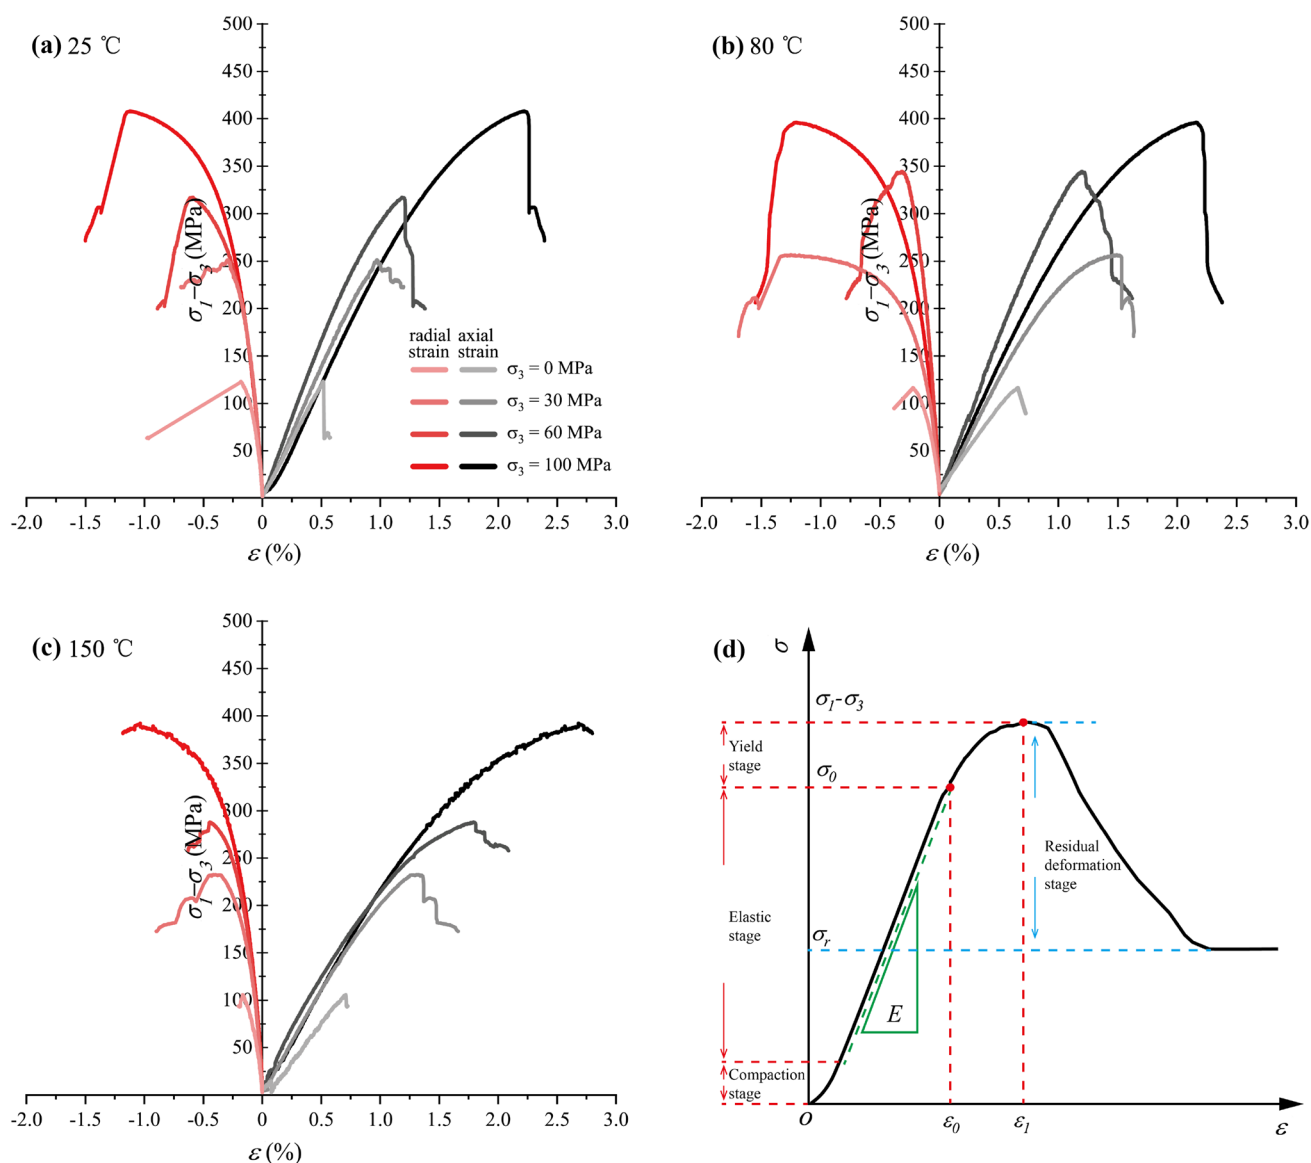 (a) 25 ℃
500
450
400
350
300
250
200
150
100
50
σ1–σ3 (MPa)
radial axial
strain strain
σ3 = 0 MPa
σ3 = 30 MPa
σ3 = 60 MPa
σ3 = 100 MPa
-2.0 -1.5 -1.0 -0.5 0 0.5 1.0 1.5 2.0 2.5 3.0
ε (%)
(b) 80 ℃
500
450
400
350
300
250
200
150
100
50
σ1–σ3 (MPa)
-2.0 -1.5 -1.0 -0.5 0 0.5 1.0 1.5 2.0 2.5 3.0
ε (%)
(c) 150 ℃
500
450
400
350
300
250
200
150
100
50
σ1–σ3 (MPa)
-2.0 -1.5 -1.0 -0.5 0 0.5 1.0 1.5 2.0 2.5 3.0
ε (%)
(d)
σ
σ1-σ3
Yield
stage
σ0
Residual
deformation
stage
Elastic
stage
σr
E
Compaction
stage
o
ε0
ε1
ε